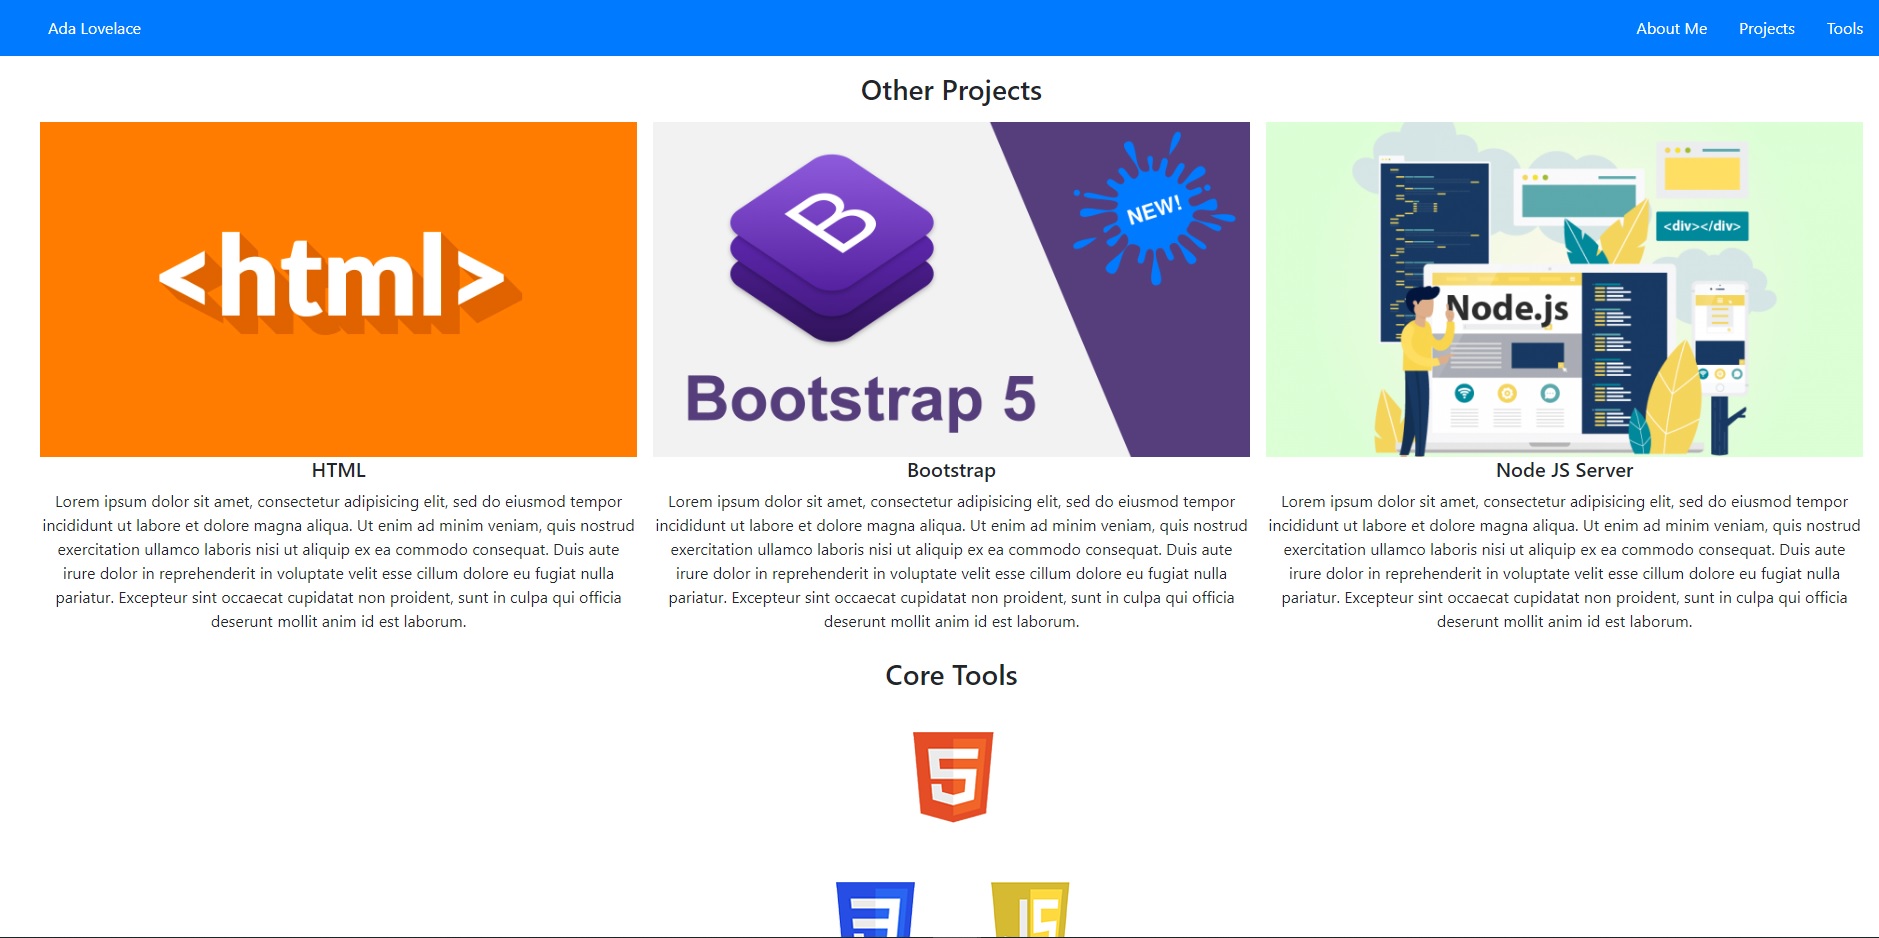 Ada Lovelace
About Me
Projects
Tools
Other Projects
<html>
B
NEW!
Bootstrap 5
<div></div>
Node.js
HTML
Lorem ipsum dolor sit amet, consectetur adipisicing elit, sed do eiusmod tempor
incididunt ut labore et dolore magna aliqua. Ut enim ad minim veniam, quis nostrud
exercitation ullamco laboris nisi ut aliquip ex ea commodo consequat. Duis aute
irure dolor in reprehenderit in voluptate velit esse cillum dolore eu fugiat nulla
pariatur. Excepteur sint occaecat cupidatat non proident, sunt in culpa qui officia
deserunt mollit anim id est laborum.
Bootstrap
Lorem ipsum dolor sit amet, consectetur adipisicing elit, sed do eiusmod tempor
incididunt ut labore et dolore magna aliqua. Ut enim ad minim veniam, quis nostrud
exercitation ullamco laboris nisi ut aliquip ex ea commodo consequat. Duis aute
irure dolor in reprehenderit in voluptate velit esse cillum dolore eu fugiat nulla
pariatur. Excepteur sint occaecat cupidatat non proident, sunt in culpa qui officia
deserunt mollit anim id est laborum.
Node JS Server
Lorem ipsum dolor sit amet, consectetur adipisicing elit, sed do eiusmod tempor
incididunt ut labore et dolore magna aliqua. Ut enim ad minim veniam, quis nostrud
exercitation ullamco laboris nisi ut aliquip ex ea commodo consequat. Duis aute
irure dolor in reprehenderit in voluptate velit esse cillum dolore eu fugiat nulla
pariatur. Excepteur sint occaecat cupidatat non proident, sunt in culpa qui officia
deserunt mollit anim id est laborum.
Core Tools
5
3
JS